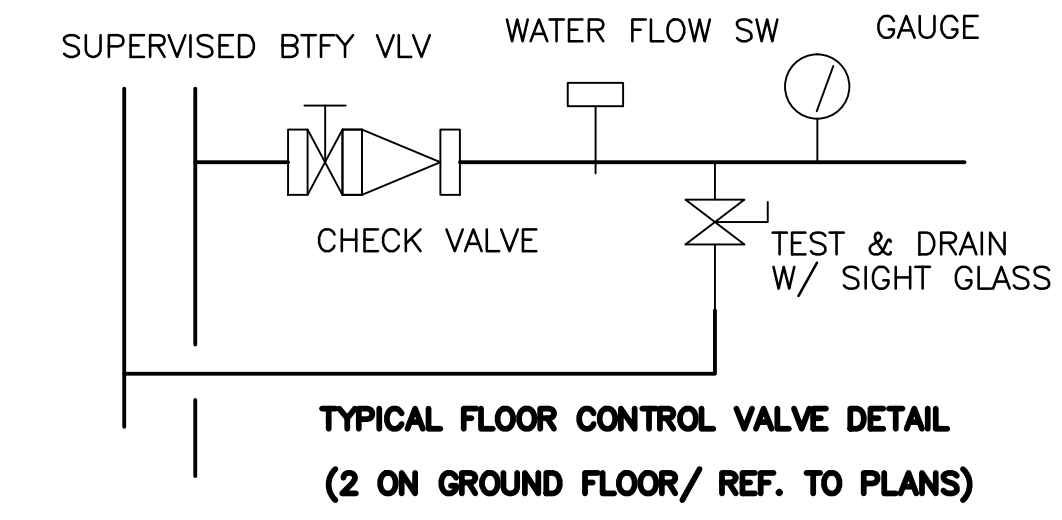 SUPERVISED BTFY VLV
WATER FLOW SW
GAUGE
CHECK VALVE
TEST & DRAIN
W/ SIGHT GLASS
TYPICAL FLOOR CONTROL VALVE DETAIL
(2 ON GROUND FLOOR/ REF. TO PLANS)